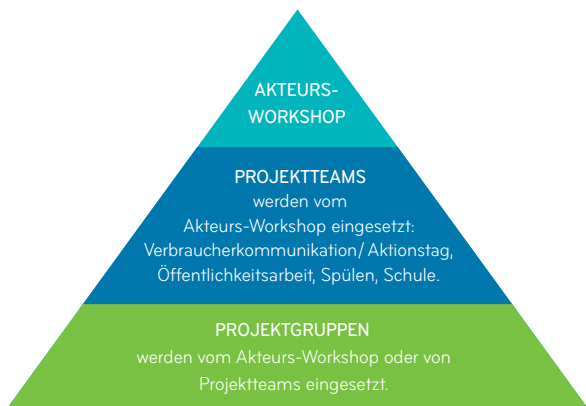 AKTEURS-
WORKSHOP
PROJEKTTEAMS
werden vom
Akteurs-Workshop eingesetzt:
Verbraucherkommunikation/ Aktionstag,
Öffentlichkeitsarbeit, Spülen, Schule.
PROJEKTGRUPPEN
werden vom Akteurs-Workshop oder von
Projektteams eingesetzt.